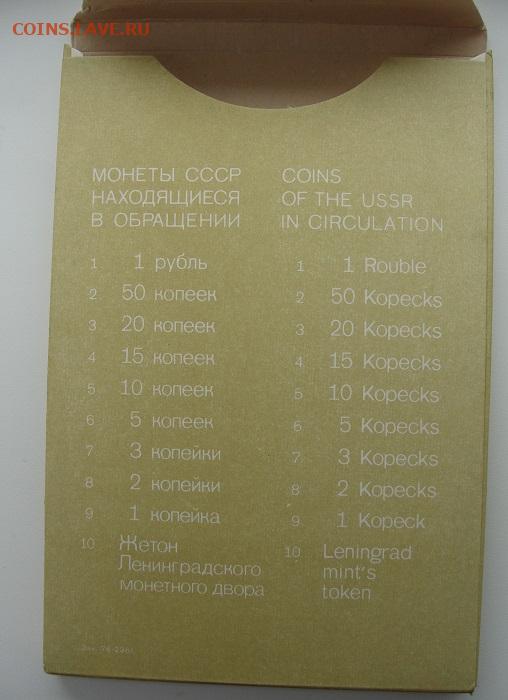 COINS.LAVE.RU
МОНЕТЫ СССР
НАХОДЯЩИЕСЯ
В ОБРАЩЕНИИ
1 1 рубль
2 50 копеек
3 20 копеек
4 15 копеек
5 10 копеек
6 5 копеек
7 3 копейки
8 2 копейки
9 1 копейка
10 Жетон
Ленинградского
монетного двора
COINS
OF THE USSR
IN CIRCULATION
1 1 Rouble
2 50 Kopecks
3 20 Kopecks
4 15 Kopecks
5 10 Kopecks
6 5 Kopecks
7 3 Kopecks
8 2 Kopecks
9 1 Kopeck
10 Leningrad
mint's
token